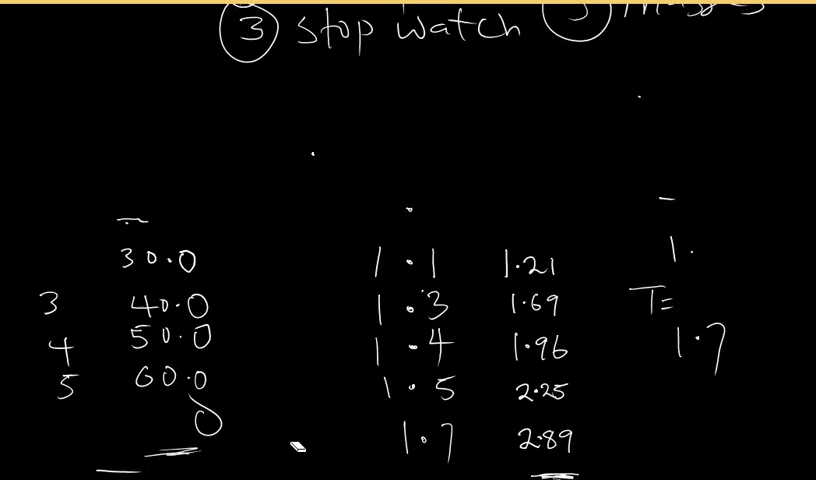 3 Stop Watch
30.0 1.1 1.21 1.
3 40.0 1.3 1.69 T=
4 50.0 1.4 1.96 1.7
5 60.0 1.5 2.25
0 1.7 2.89